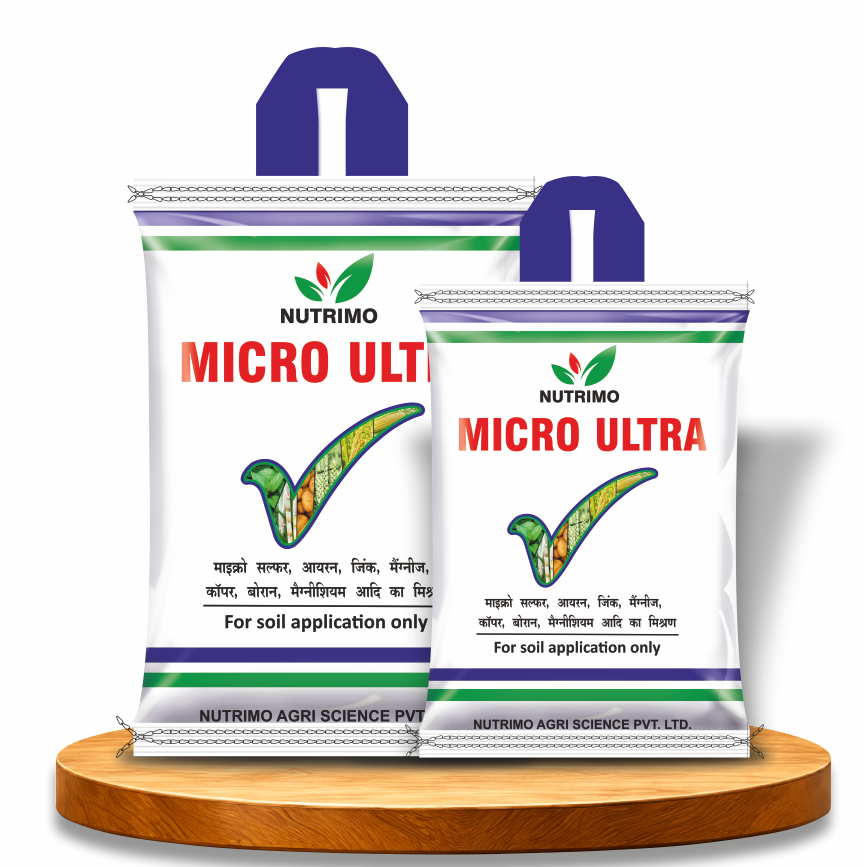 NUTRIMO
MICRO ULT
माइक्रो सल्फर, आयरन, जिंक, मैंग्नीज,
कॉपर, बोरान, मैग्नीशियम आदि का
For soil application only
NUTRIMO AGRI SCIENCE PVT
NUTRIMO
MICRO ULTRA
माइक्रो सल्फर, आयरन, जिंक, मैंग्नीज,
कॉपर, बोरान, मैग्नीशियम आदि का मिश्रण
For soil application only
NUTRIMO AGRI SCIENCE PVT. LTD.